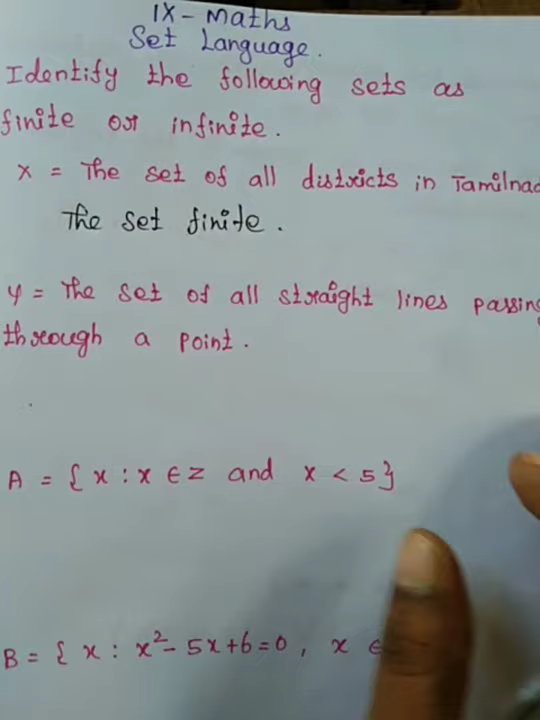 IX - Maths
Set Language.
Identify the following sets as
finite or infinite.
X = The set of all districts in Tamilnad
The set finite.
Y = The set of all straight lines passing
through a point.
A = { x : x ∈ Z and x < 5}
B = { x : x² - 5x + 6 = 0 , x ∈